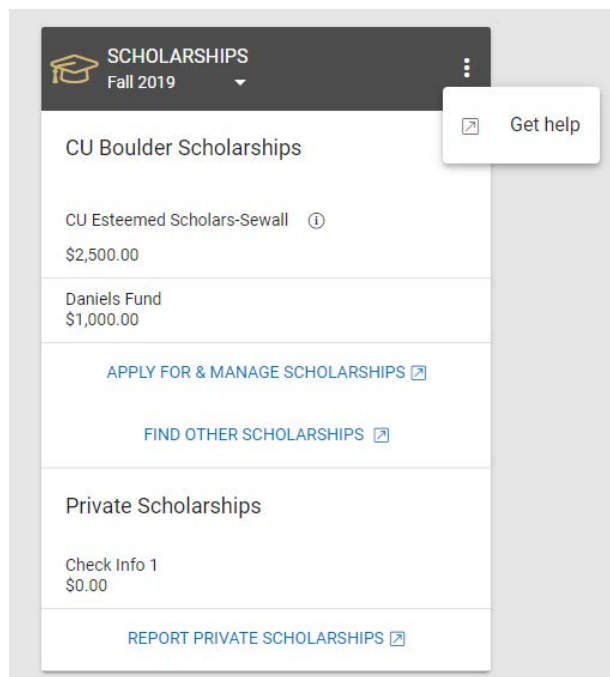 SCHOLARSHIPS
Fall 2019
Get help
CU Boulder Scholarships
CU Esteemed Scholars-Sewall
$2,500.00
Daniels Fund
$1,000.00
APPLY FOR & MANAGE SCHOLARSHIPS
FIND OTHER SCHOLARSHIPS
Private Scholarships
Check Info 1
$0.00
REPORT PRIVATE SCHOLARSHIPS